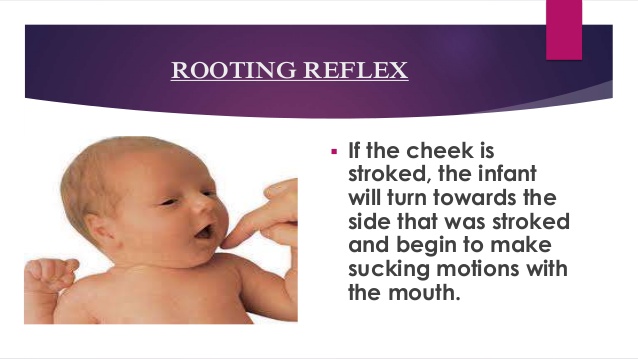 ROOTING REFLEX
▪ If the cheek is
stroked, the infant
will turn towards the
side that was stroked
and begin to make
sucking motions with
the mouth.